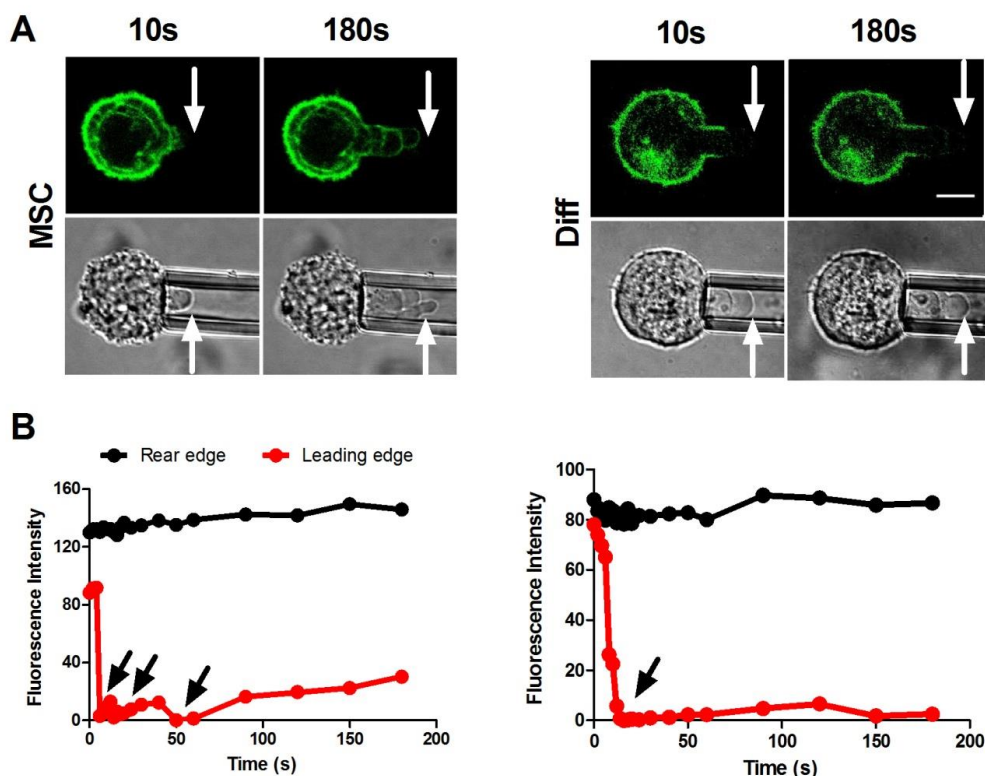 A
10s 180s 10s 180s
MSC
Diff
B
Rear edge Leading edge
160
120
80
40
0
Fluorescence Intensity
0 50 100 150 200
Time (s)
100
80
60
40
20
0
Fluorescence Intensity
0 50 100 150 200
Time (s)